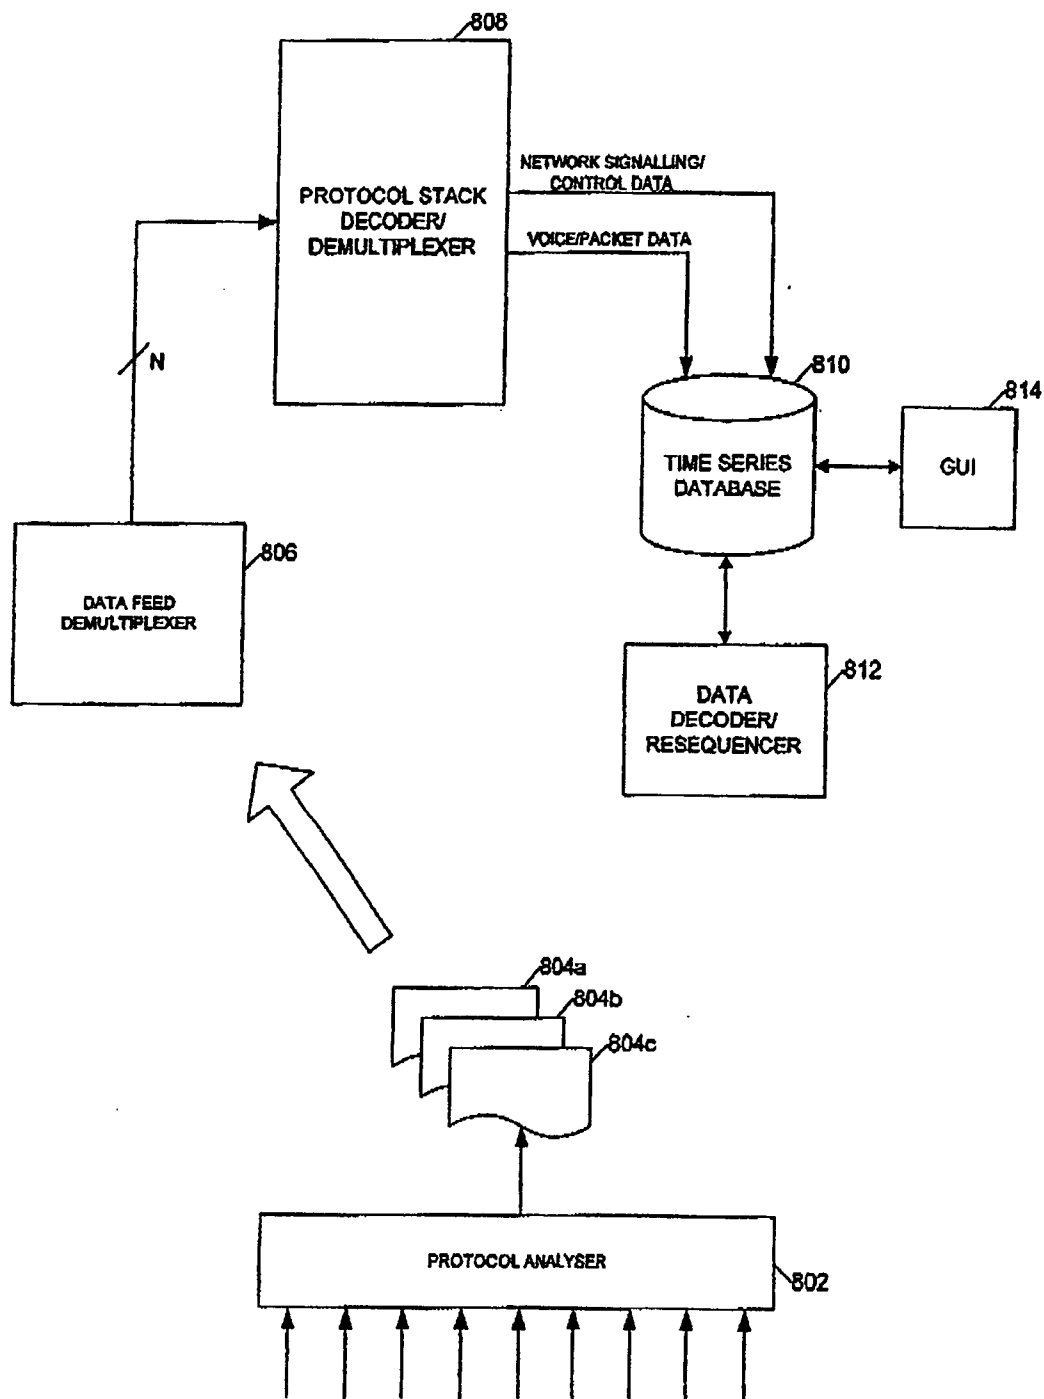 808
PROTOCOL STACK
DECODER/
DEMULTIPLEXER
NETWORK SIGNALLING/
CONTROL DATA
VOICE/PACKET DATA
N
810
TIME SERIES
DATABASE
814
GUI
806
DATA FEED
DEMULTIPLEXER
812
DATA
DECODER/
RESEQUENCER
804a
804b
804c
PROTOCOL ANALYSER
802